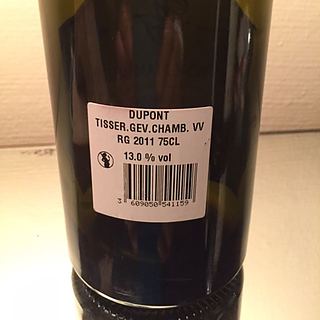 DUPONT
TISSER.GEV.CHAMB. VV
RG 2011 75CL
13.0 % vol
3 609050 541159